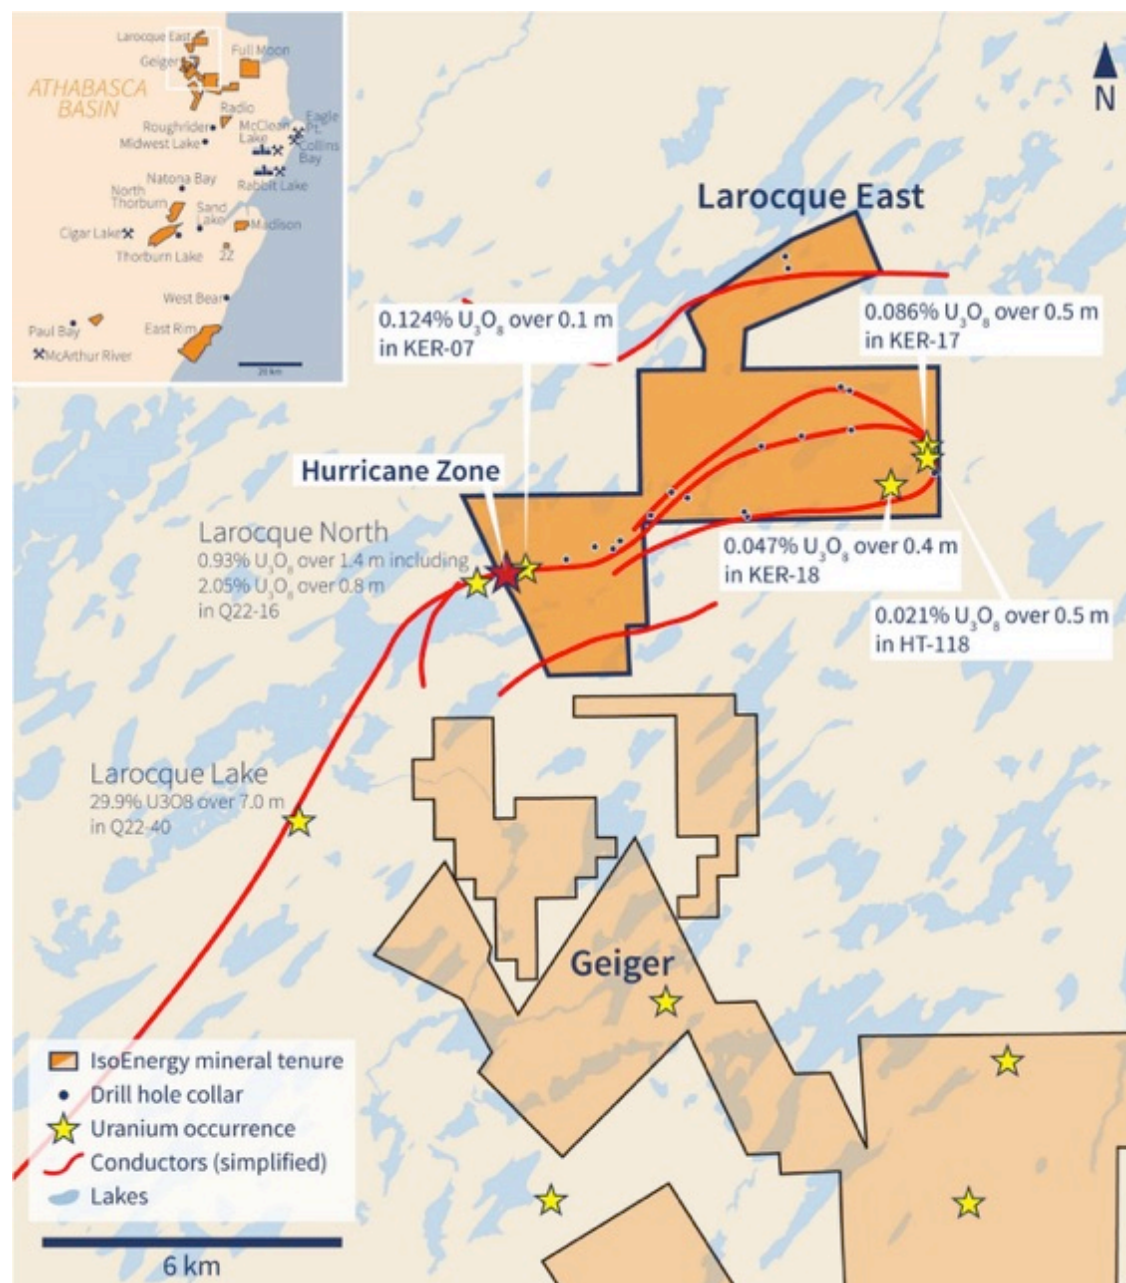 Larocque East
Geiger
Full Moon
ATHABASCA
BASIN
Radio
Roughrider
McClean
Lake
Eagle
Pt.
Midwest Lake
Collins
Bay
Rabbit Lake
Natona Bay
North
Thorburn
Sand
Lake
Madison
Cigar Lake
Thorburn Lake
2Z
West Bear
Paul Bay
East Rim
McArthur River
20 km
N
Larocque East
0.124% U3O8 over 0.1 m
in KER-07
0.086% U3O8 over 0.5 m
in KER-17
Hurricane Zone
Larocque North
0.93% U3O8 over 1.4 m including
2.05% U3O8 over 0.8 m
in Q22-16
0.047% U3O8 over 0.4 m
in KER-18
0.021% U3O8 over 0.5 m
in HT-118
Larocque Lake
29.9% U3O8 over 7.0 m
in Q22-40
Geiger
IsoEnergy mineral tenure
Drill hole collar
Uranium occurrence
Conductors (simplified)
Lakes
6 km